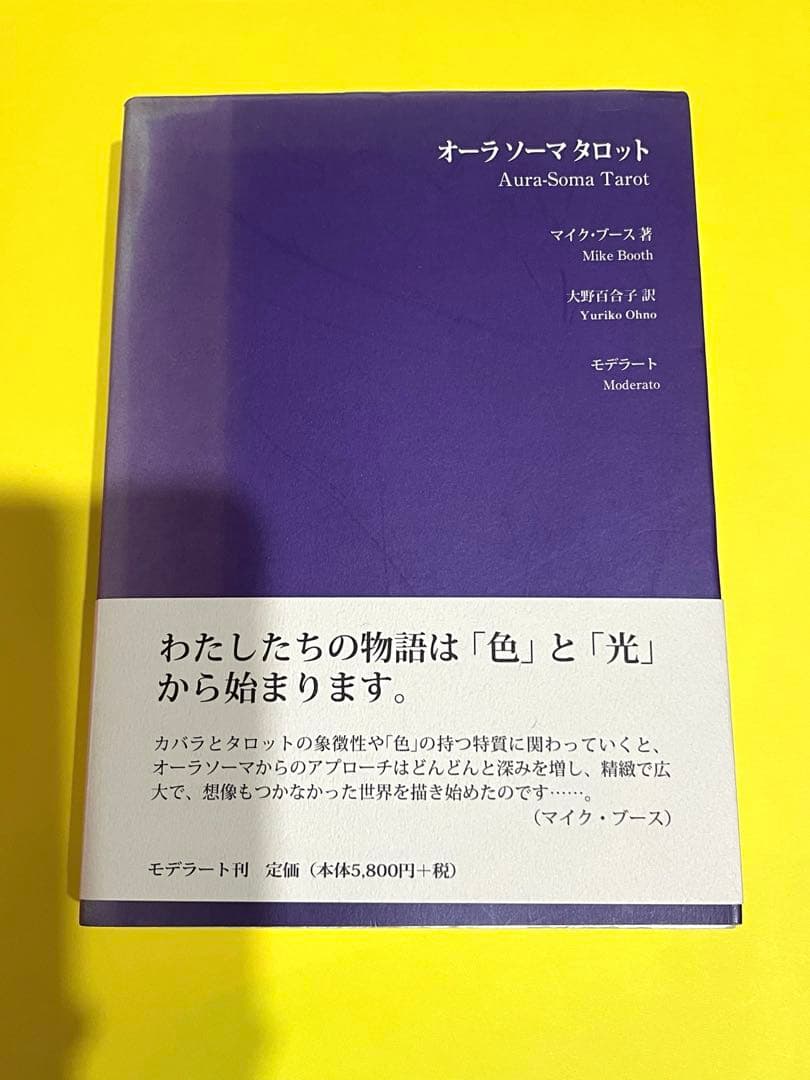 オーラソーマ タロット
Aura-Soma Tarot
マイク・ブース 著
Mike Booth
大野百合子 訳
Yuriko Ohno
モデラート
Moderato
わたしたちの物語は「色」と「光」
から始まります。
カバラとタロットの象徴性や「色」の持つ特質に関わっていくと、
オーラソーマからのアプローチはどんどんと深みを増し、精緻で広
大で、想像もつかなかった世界を描き始めたのです……。
(マイク・ブース)
モデラート刊 定価(本体5,800円+税)